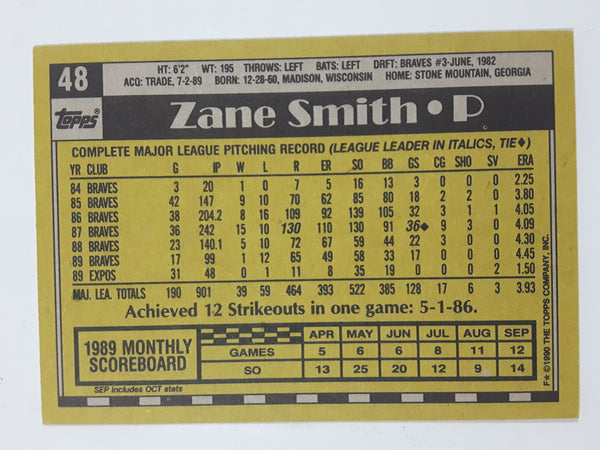 48
HT: 6'2" WT: 195 THROWS: LEFT BATS: LEFT DRFT: BRAVES #3-JUNE, 1982
ACQ: TRADE, 7-2-89 BORN: 12-28-60, MADISON, WISCONSIN HOME: STONE MOUNTAIN, GEORGIA
Topps
Zane Smith • P
COMPLETE MAJOR LEAGUE PITCHING RECORD (LEAGUE LEADER IN ITALICS, TIE♦)
YR CLUB G IP W L R ER SO BB GS CG SHO SV ERA
84 BRAVES 3 20 1 0 7 5 16 13 3 0 0 0 2.25
85 BRAVES 42 147 9 10 70 62 85 80 18 2 2 0 3.80
86 BRAVES 38 204.2 8 16 109 92 139 105 32 3 1 1 4.05
87 BRAVES 36 242 15 10 130 110 130 91 36♦ 9 3 0 4.09
88 BRAVES 23 140.1 5 10 72 67 59 44 22 3 0 0 4.30
89 BRAVES 17 99 1 12 65 49 58 33 17 0 0 0 4.45
89 EXPOS 31 48 0 1 11 8 35 19 0 0 0 2 1.50
MAJ. LEA. TOTALS 190 901 39 59 464 393 522 385 128 17 6 3 3.93
Achieved 12 Strikeouts in one game: 5-1-86.
1989 MONTHLY SCOREBOARD
APR MAY JUN JUL AUG SEP
GAMES 5 6 6 8 11 12
SO 13 25 20 12 9 14
SEP includes OCT stats
F* ©1990 THE TOPPS COMPANY, INC.